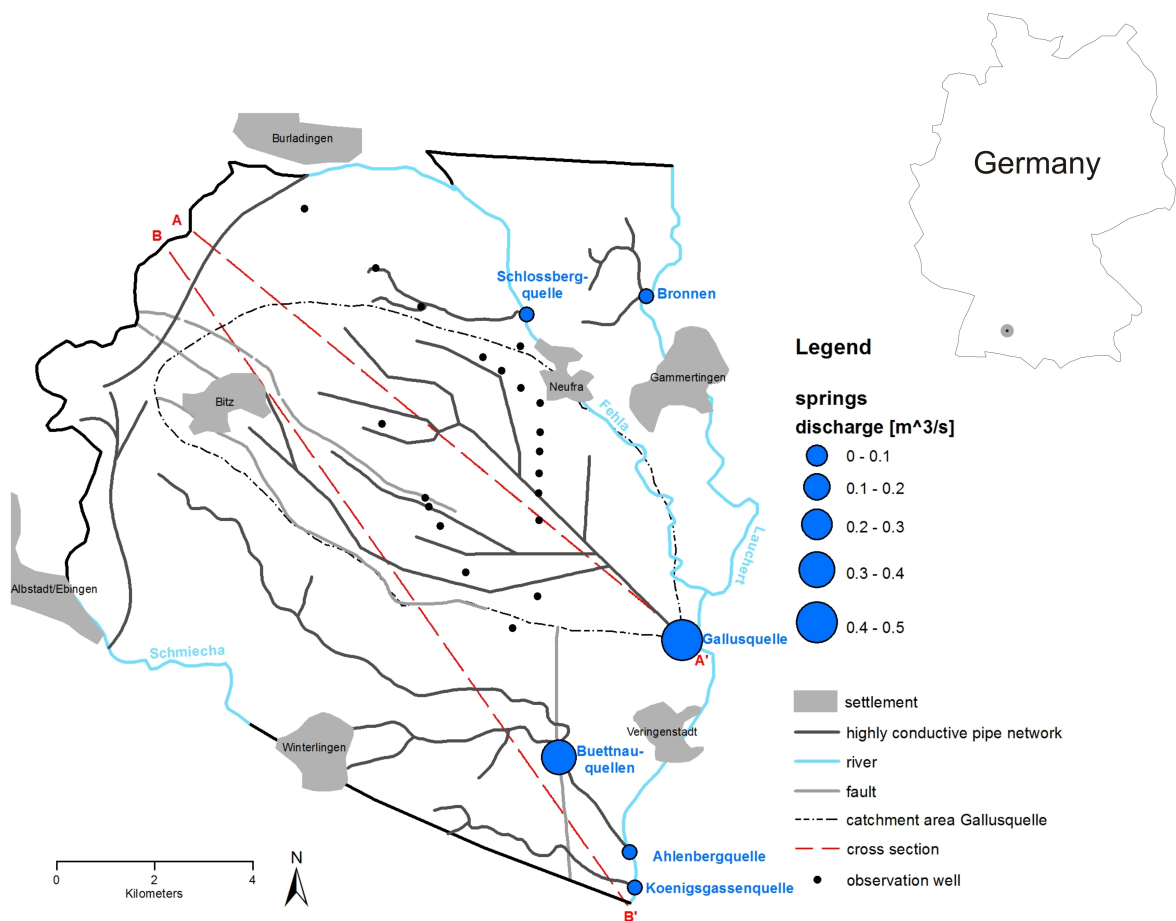 Burladingen
Germany
A
B
Schlossberg-
quelle
Bronnen
Legend
springs
discharge [m^3/s]
0 - 0.1
0.1 - 0.2
0.2 - 0.3
0.3 - 0.4
0.4 - 0.5
Neufra
Gammertingen
Bitz
Fehla
Lauchert
Albstadt/Ebingen
Gallusquelle
A'
Schmiecha
Winterlingen
Veringenstadt
Buettnau-
quellen
settlement
highly conductive pipe network
river
fault
catchment area Gallusquelle
cross section
observation well
Ahlenbergquelle
Koenigsgassenquelle
B'
N
0 2 4
Kilometers